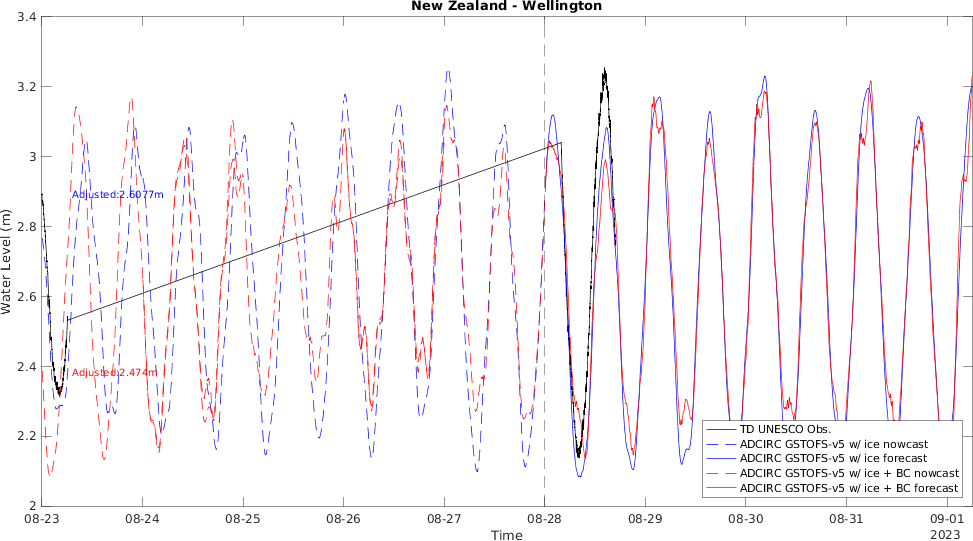 New Zealand - Wellington
3.4
3.2
3
2.8
2.6
2.4
2.2
2
Water Level (m)
Adjusted:2.6077m
Adjusted:2.474m
TD UNESCO Obs.
ADCIRC GSTOFS-v5 w/ ice nowcast
ADCIRC GSTOFS-v5 w/ ice forecast
ADCIRC GSTOFS-v5 w/ ice + BC nowcast
ADCIRC GSTOFS-v5 w/ ice + BC forecast
08-23 08-24 08-25 08-26 08-27 08-28 08-29 08-30 08-31 09-01
2023
Time